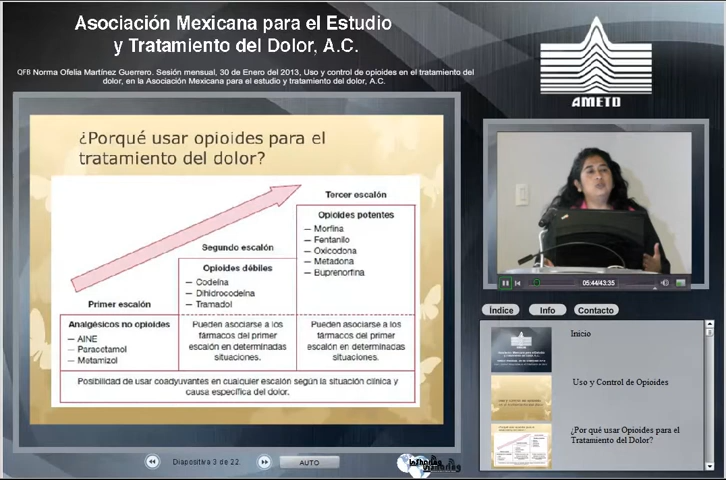 Asociación Mexicana para el Estudio
y Tratamiento del Dolor, A.C.
QFB Norma Ofelia Martínez Guerrero. Sesión mensual, 30 de Enero del 2013, Uso y control de opioides en el tratamiento del
dolor, en la Asociación Mexicana para el estudio y tratamiento del dolor, A.C.
AMETD
¿Porqué usar opioides para el
tratamiento del dolor?
Tercer escalón
Opioides potentes
— Morfina
— Fentanilo
— Oxicodona
— Metadona
— Buprenorfina
Segundo escalón
Opioides débiles
— Codeína
— Dihidrocodeína
— Tramadol
Primer escalón
Analgésicos no opioides
— AINE
— Paracetamol
— Metamizol
Pueden asociarse a los
fármacos del primer
escalón en determinadas
situaciones.
Pueden asociarse a los
fármacos del primer
escalón en determinadas
situaciones.
Posibilidad de usar coadyuvantes en cualquier escalón según la situación clínica y
causa específica del dolor.
05:44/43:35
Indice
Info
Contacto
Inicio
Uso y Control de Opioides
¿Por qué usar Opioides para el
Tratamiento del Dolor?
Diapositiva 3 de 22
AUTO